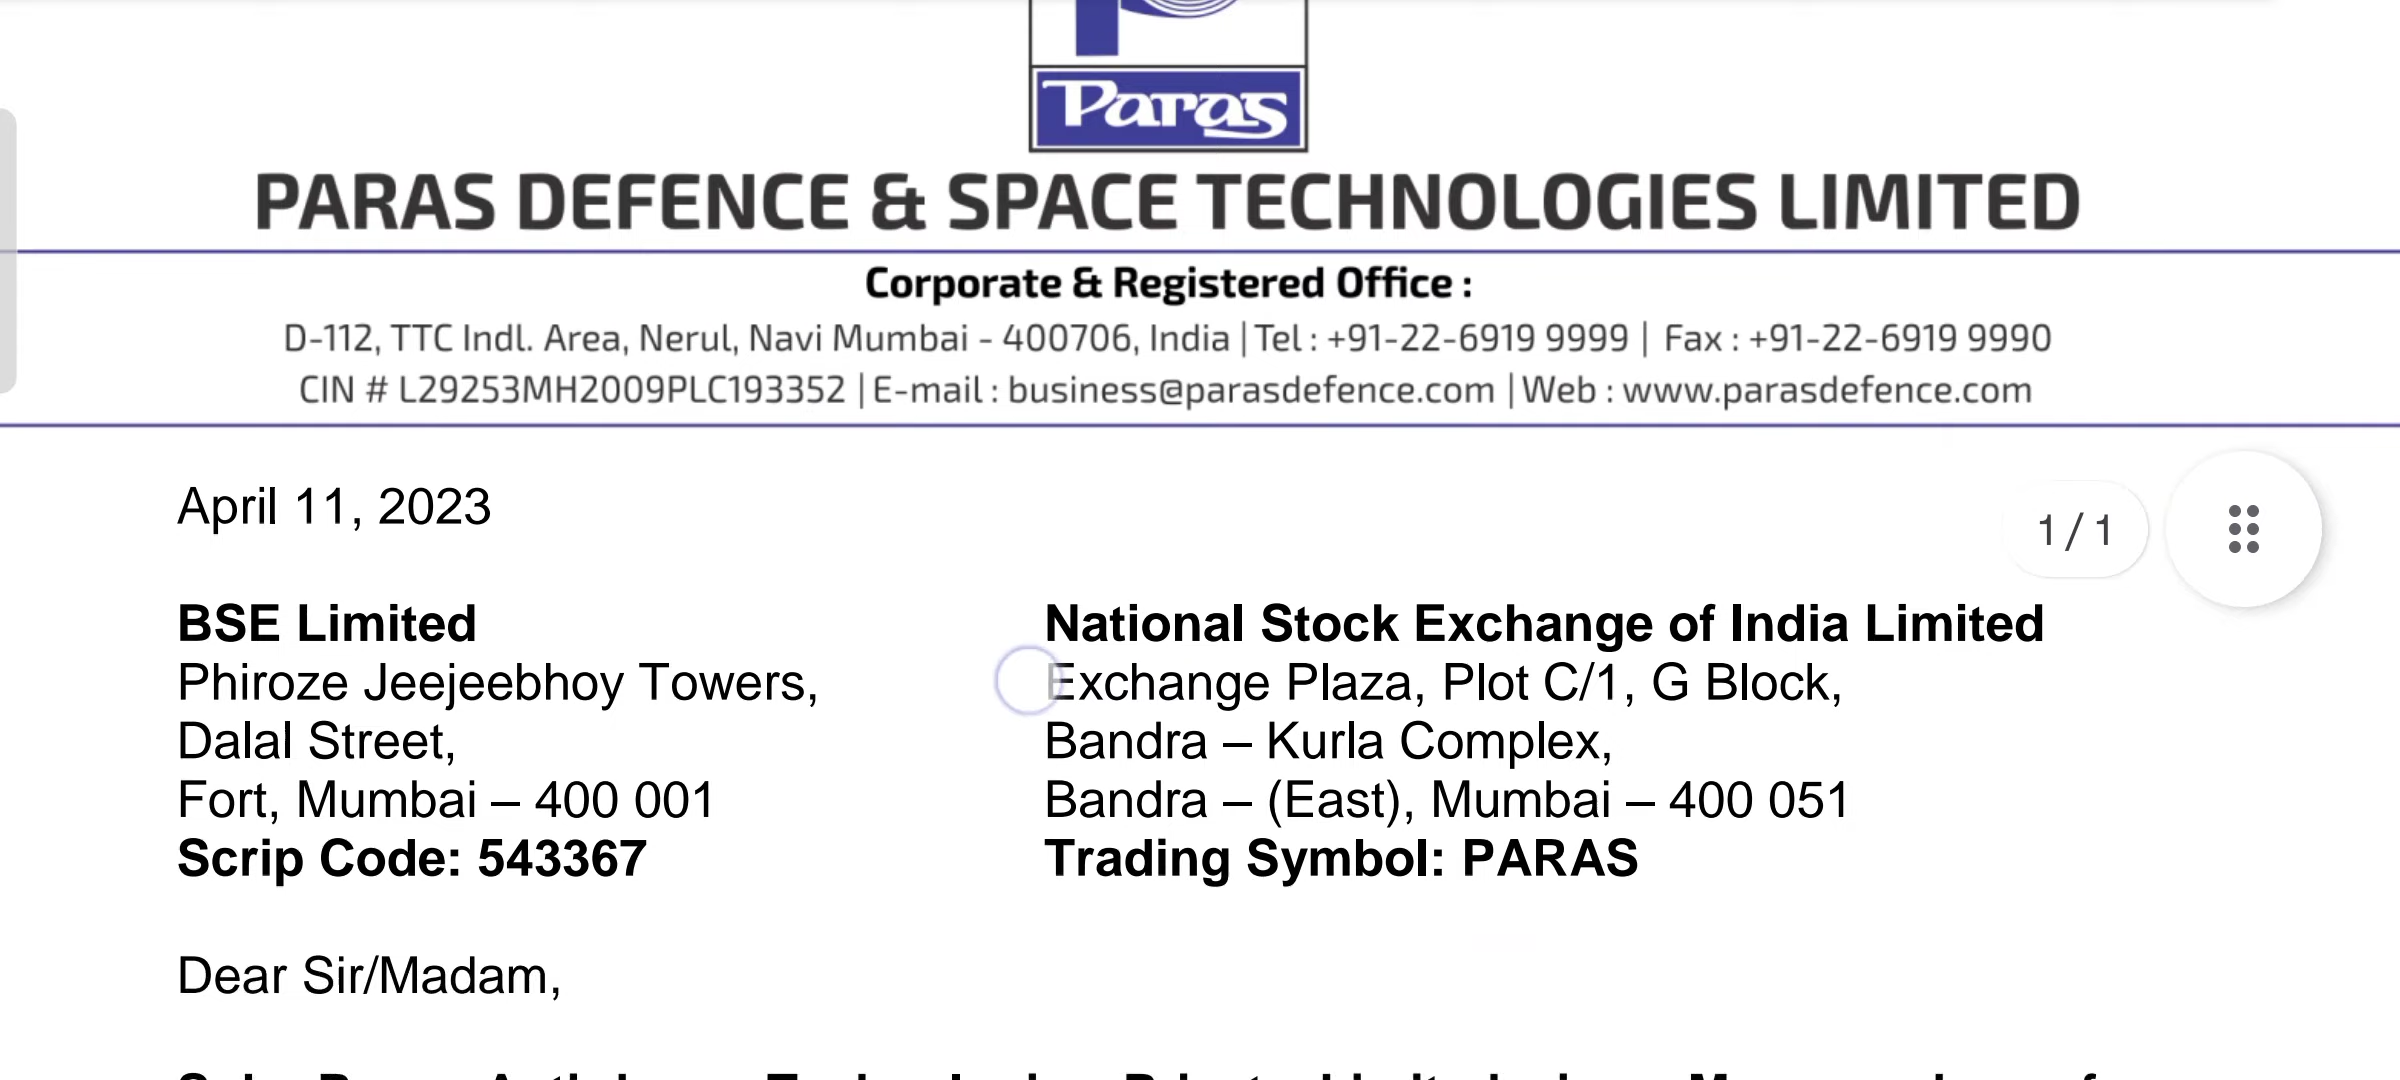 Paras
PARAS DEFENCE & SPACE TECHNOLOGIES LIMITED
Corporate & Registered Office :
D-112, TTC Indl. Area, Nerul, Navi Mumbai - 400706, India | Tel : +91-22-6919 9999 | Fax : +91-22-6919 9990
CIN # L29253MH2009PLC193352 | E-mail : business@parasdefence.com | Web : www.parasdefence.com
April 11, 2023
1 / 1
BSE Limited
Phiroze Jeejeebhoy Towers,
Dalal Street,
Fort, Mumbai – 400 001
Scrip Code: 543367
National Stock Exchange of India Limited
Exchange Plaza, Plot C/1, G Block,
Bandra – Kurla Complex,
Bandra – (East), Mumbai – 400 051
Trading Symbol: PARAS
Dear Sir/Madam,